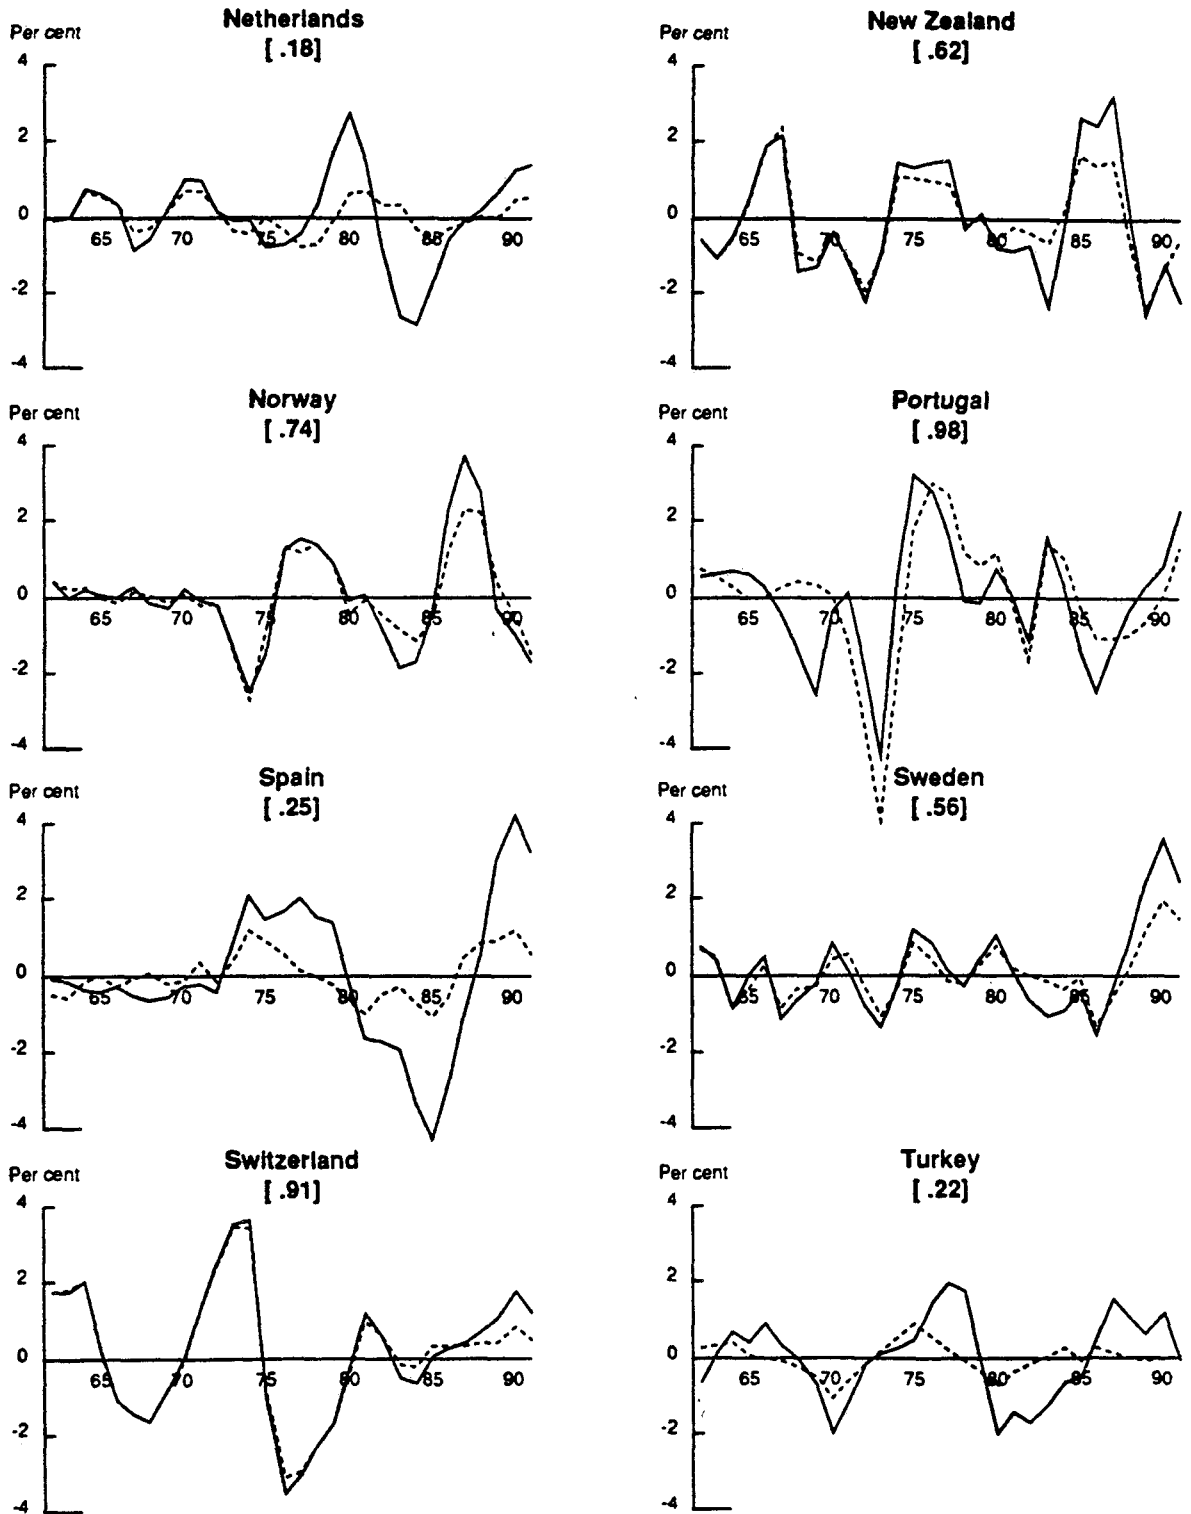 Netherlands
[ .18]
Per cent
4
2
0
-2
-4
65 70 75 80 85 90
New Zealand
[ .62]
Per cent
4
2
0
-2
-4
65 70 75 80 85 90
Norway
[ .74]
Per cent
4
2
0
-2
-4
65 70 75 80 85 90
Portugal
[ .98]
Per cent
4
2
0
-2
-4
65 70 75 80 85 90
Spain
[ .25]
Per cent
4
2
0
-2
-4
65 70 75 80 85 90
Sweden
[ .56]
Per cent
4
2
0
-2
-4
65 70 75 80 85 90
Switzerland
[ .91]
Per cent
4
2
0
-2
-4
65 70 75 80 85 90
Turkey
[ .22]
Per cent
4
2
0
-2
-4
65 70 75 80 85 90